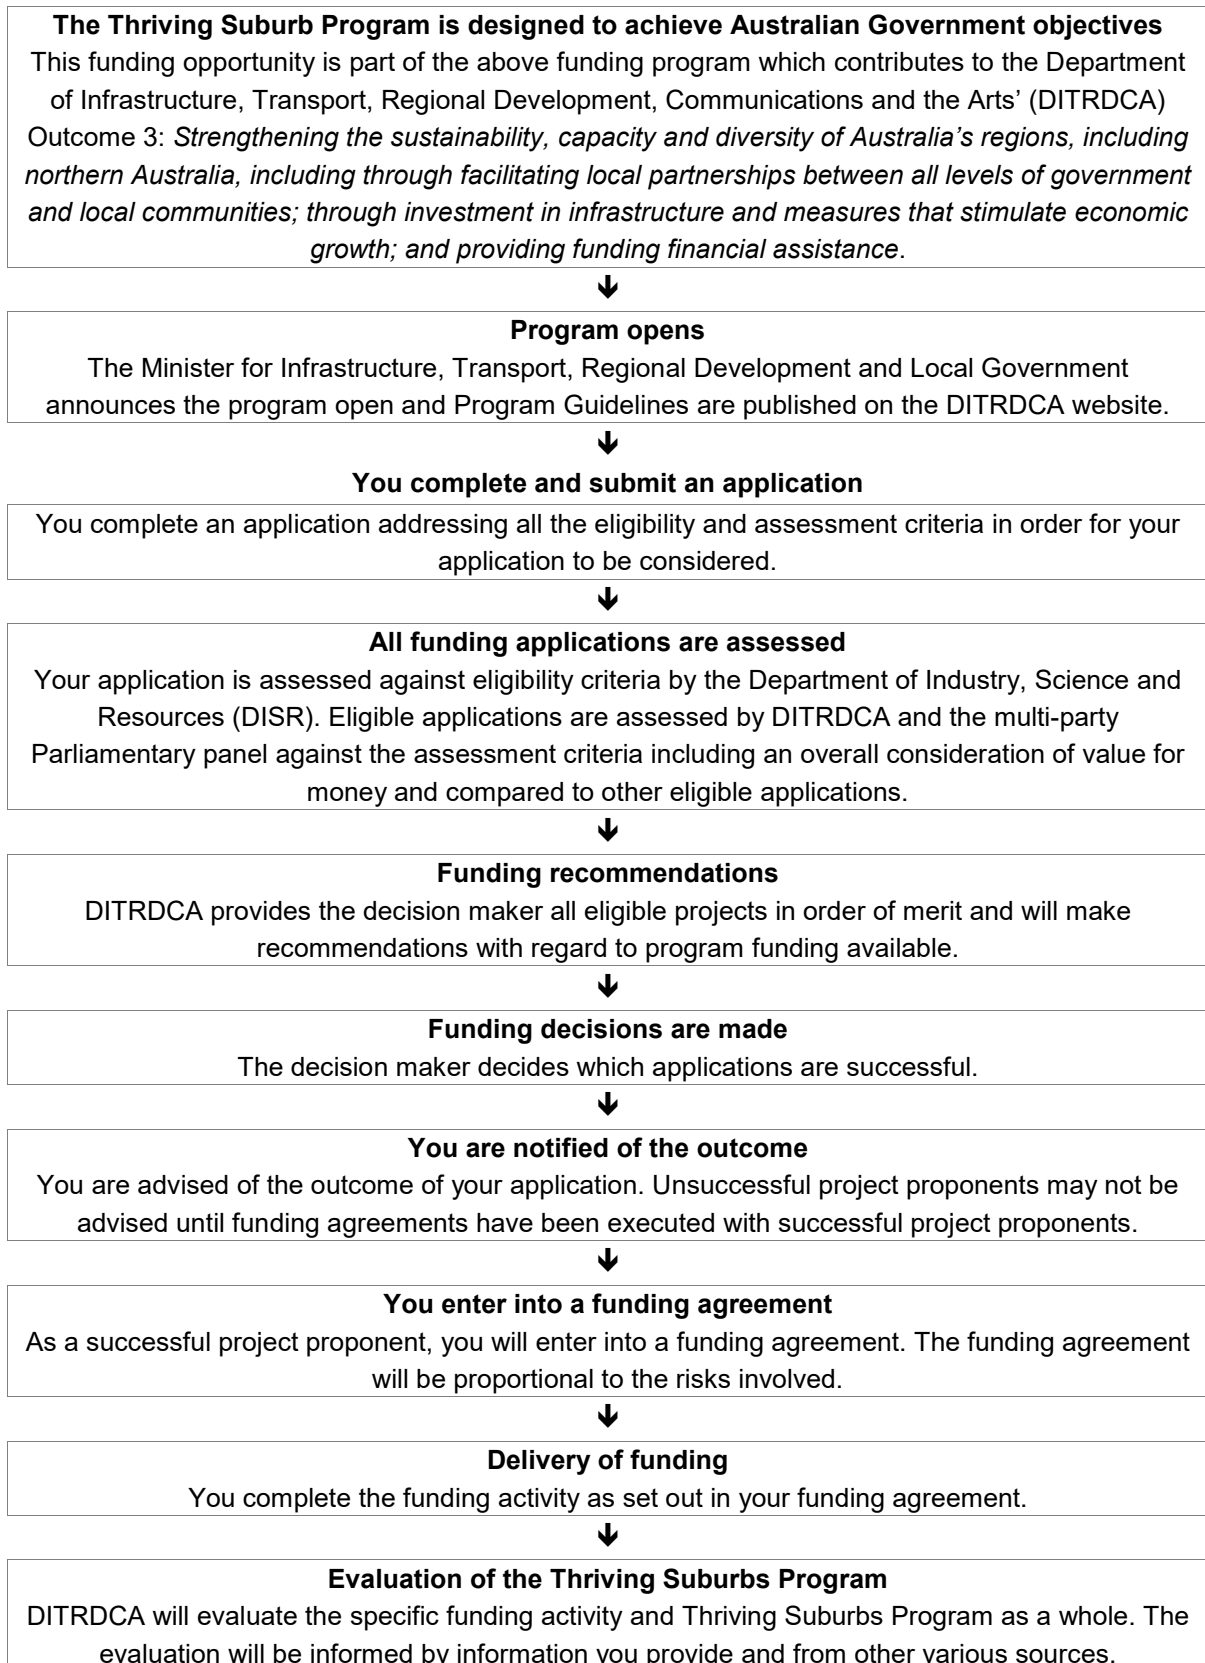 The Thriving Suburb Program is designed to achieve Australian Government objectives
This funding opportunity is part of the above funding program which contributes to the Department
of Infrastructure, Transport, Regional Development, Communications and the Arts’ (DITRDCA)
Outcome 3: Strengthening the sustainability, capacity and diversity of Australia’s regions, including
northern Australia, including through facilitating local partnerships between all levels of government
and local communities; through investment in infrastructure and measures that stimulate economic
growth; and providing funding financial assistance.
Program opens
The Minister for Infrastructure, Transport, Regional Development and Local Government
announces the program open and Program Guidelines are published on the DITRDCA website.
You complete and submit an application
You complete an application addressing all the eligibility and assessment criteria in order for your
application to be considered.
All funding applications are assessed
Your application is assessed against eligibility criteria by the Department of Industry, Science and
Resources (DISR). Eligible applications are assessed by DITRDCA and the multi-party
Parliamentary panel against the assessment criteria including an overall consideration of value for
money and compared to other eligible applications.
Funding recommendations
DITRDCA provides the decision maker all eligible projects in order of merit and will make
recommendations with regard to program funding available.
Funding decisions are made
The decision maker decides which applications are successful.
You are notified of the outcome
You are advised of the outcome of your application. Unsuccessful project proponents may not be
advised until funding agreements have been executed with successful project proponents.
You enter into a funding agreement
As a successful project proponent, you will enter into a funding agreement. The funding agreement
will be proportional to the risks involved.
Delivery of funding
You complete the funding activity as set out in your funding agreement.
Evaluation of the Thriving Suburbs Program
DITRDCA will evaluate the specific funding activity and Thriving Suburbs Program as a whole. The
evaluation will be informed by information you provide and from other various sources.